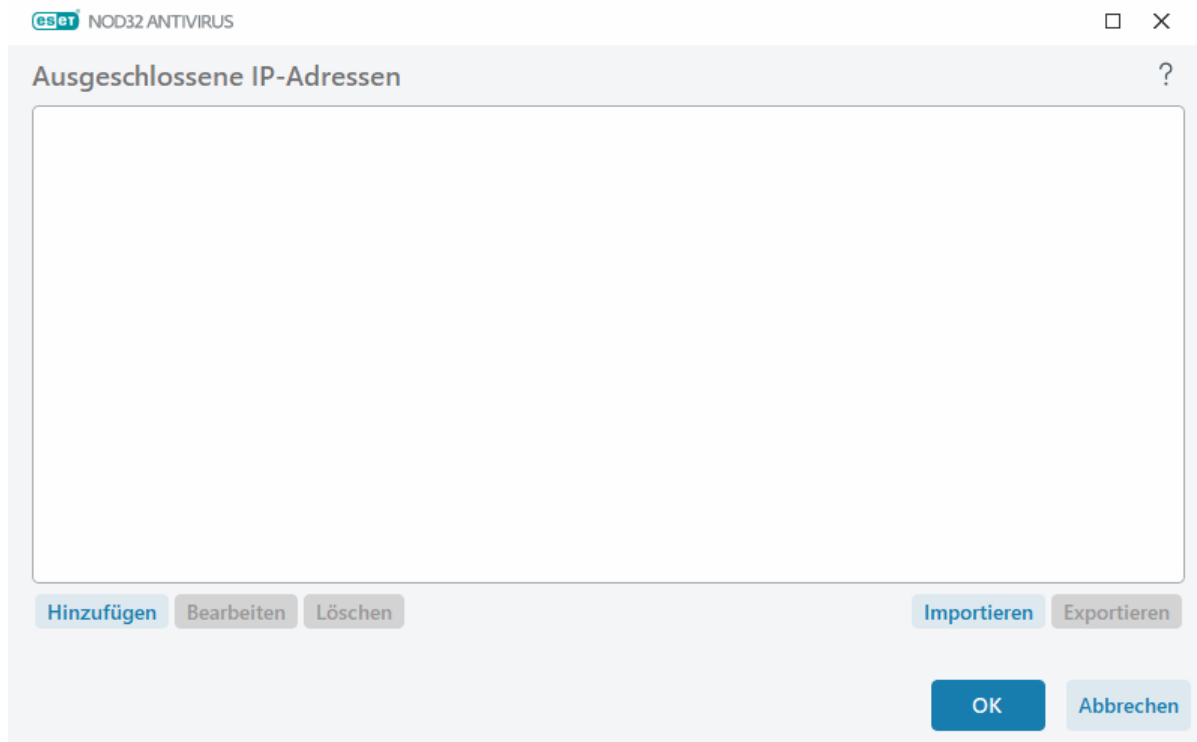 eset NOD32 ANTIVIRUS
Ausgeschlossene IP-Adressen ?
Hinzufügen Bearbeiten Löschen Importieren Exportieren
OK Abbrechen